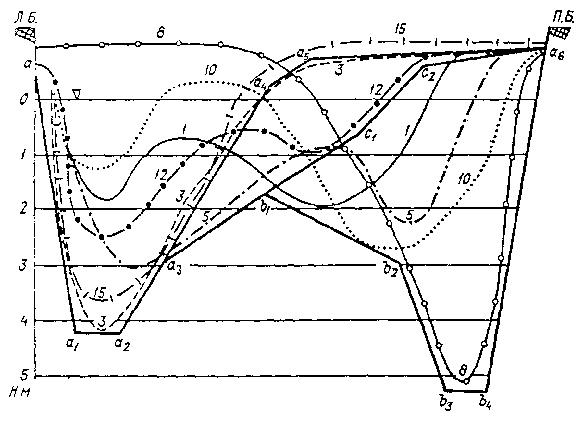 Л.Б. П.Б.
8 15
a a₅ 3 a₆
a₄ c₂
10 12
0
c₁ 1
1 1
12 10
3 b₁ 5
2 5
a₃ b₂
3
15
3
4
a₁ a₂
8
5
H м b₃ b₄